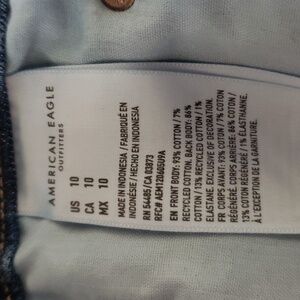 AMERICAN EAGLE
OUTFITTERS
US 10
CA 10
MX 10
MADE IN INDONESIA / FABRIQUÉ EN
INDONÉSIE / HECHO EN INDONESIA
RN 54485 / CA 03873
RFC# AEM120605U9A
EN FRONT BODY: 93% COTTON / 7%
RECYCLED COTTON. BACK BODY: 86%
COTTON / 13% RECYCLED COTTON / 1%
ELASTANE. EXCLUSIVE OF DECORATION.
FR CORPS AVANT: 93% COTON / 7% COTON
RÉGÉNÉRÉ. CORPS ARRIÈRE: 86% COTON /
13% COTON RÉGÉNÉRÉ / 1% ÉLASTHANNE.
À L'EXCEPTION DE LA GARNITURE.